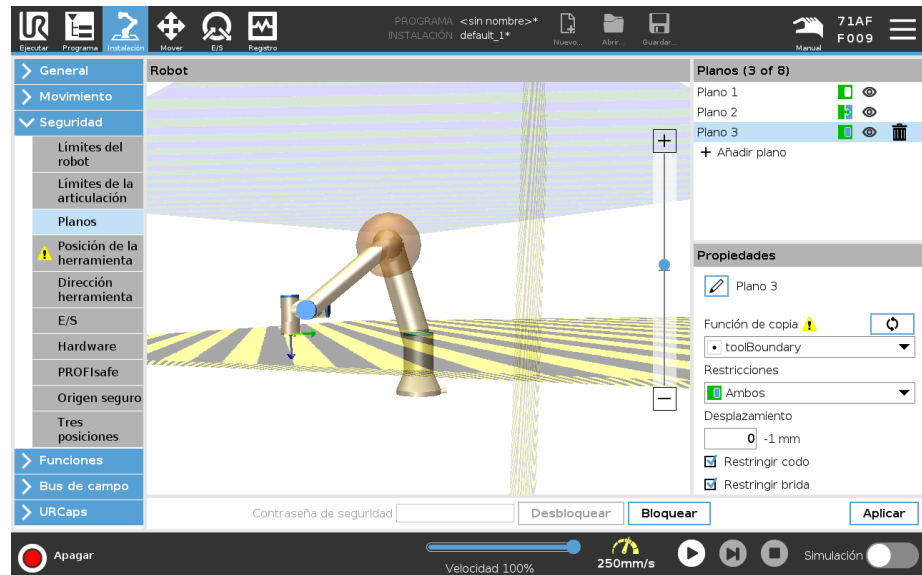 PROGRAMA <sin nombre>*
INSTALACIÓN default_1*
Ejecutar
Programa
Instalación
Mover
E/S
Registro
Nuevo...
Abrir...
Guardar...
Manual
71AF
F009
General
Movimiento
Seguridad
Límites del
robot
Límites de la
articulación
Planos
Posición de la
herramienta
Dirección
herramienta
E/S
Hardware
PROFIsafe
Origen seguro
Tres
posiciones
Funciones
Bus de campo
URCaps
Robot
Planos (3 of 8)
Plano 1
Plano 2
Plano 3
+ Añadir plano
Propiedades
Plano 3
Función de copia
toolBoundary
Restricciones
Ambos
Desplazamiento
0 -1 mm
Restringir codo
Restringir brida
Contraseña de seguridad
Desbloquear
Bloquear
Aplicar
Apagar
Velocidad 100%
250mm/s
Simulación